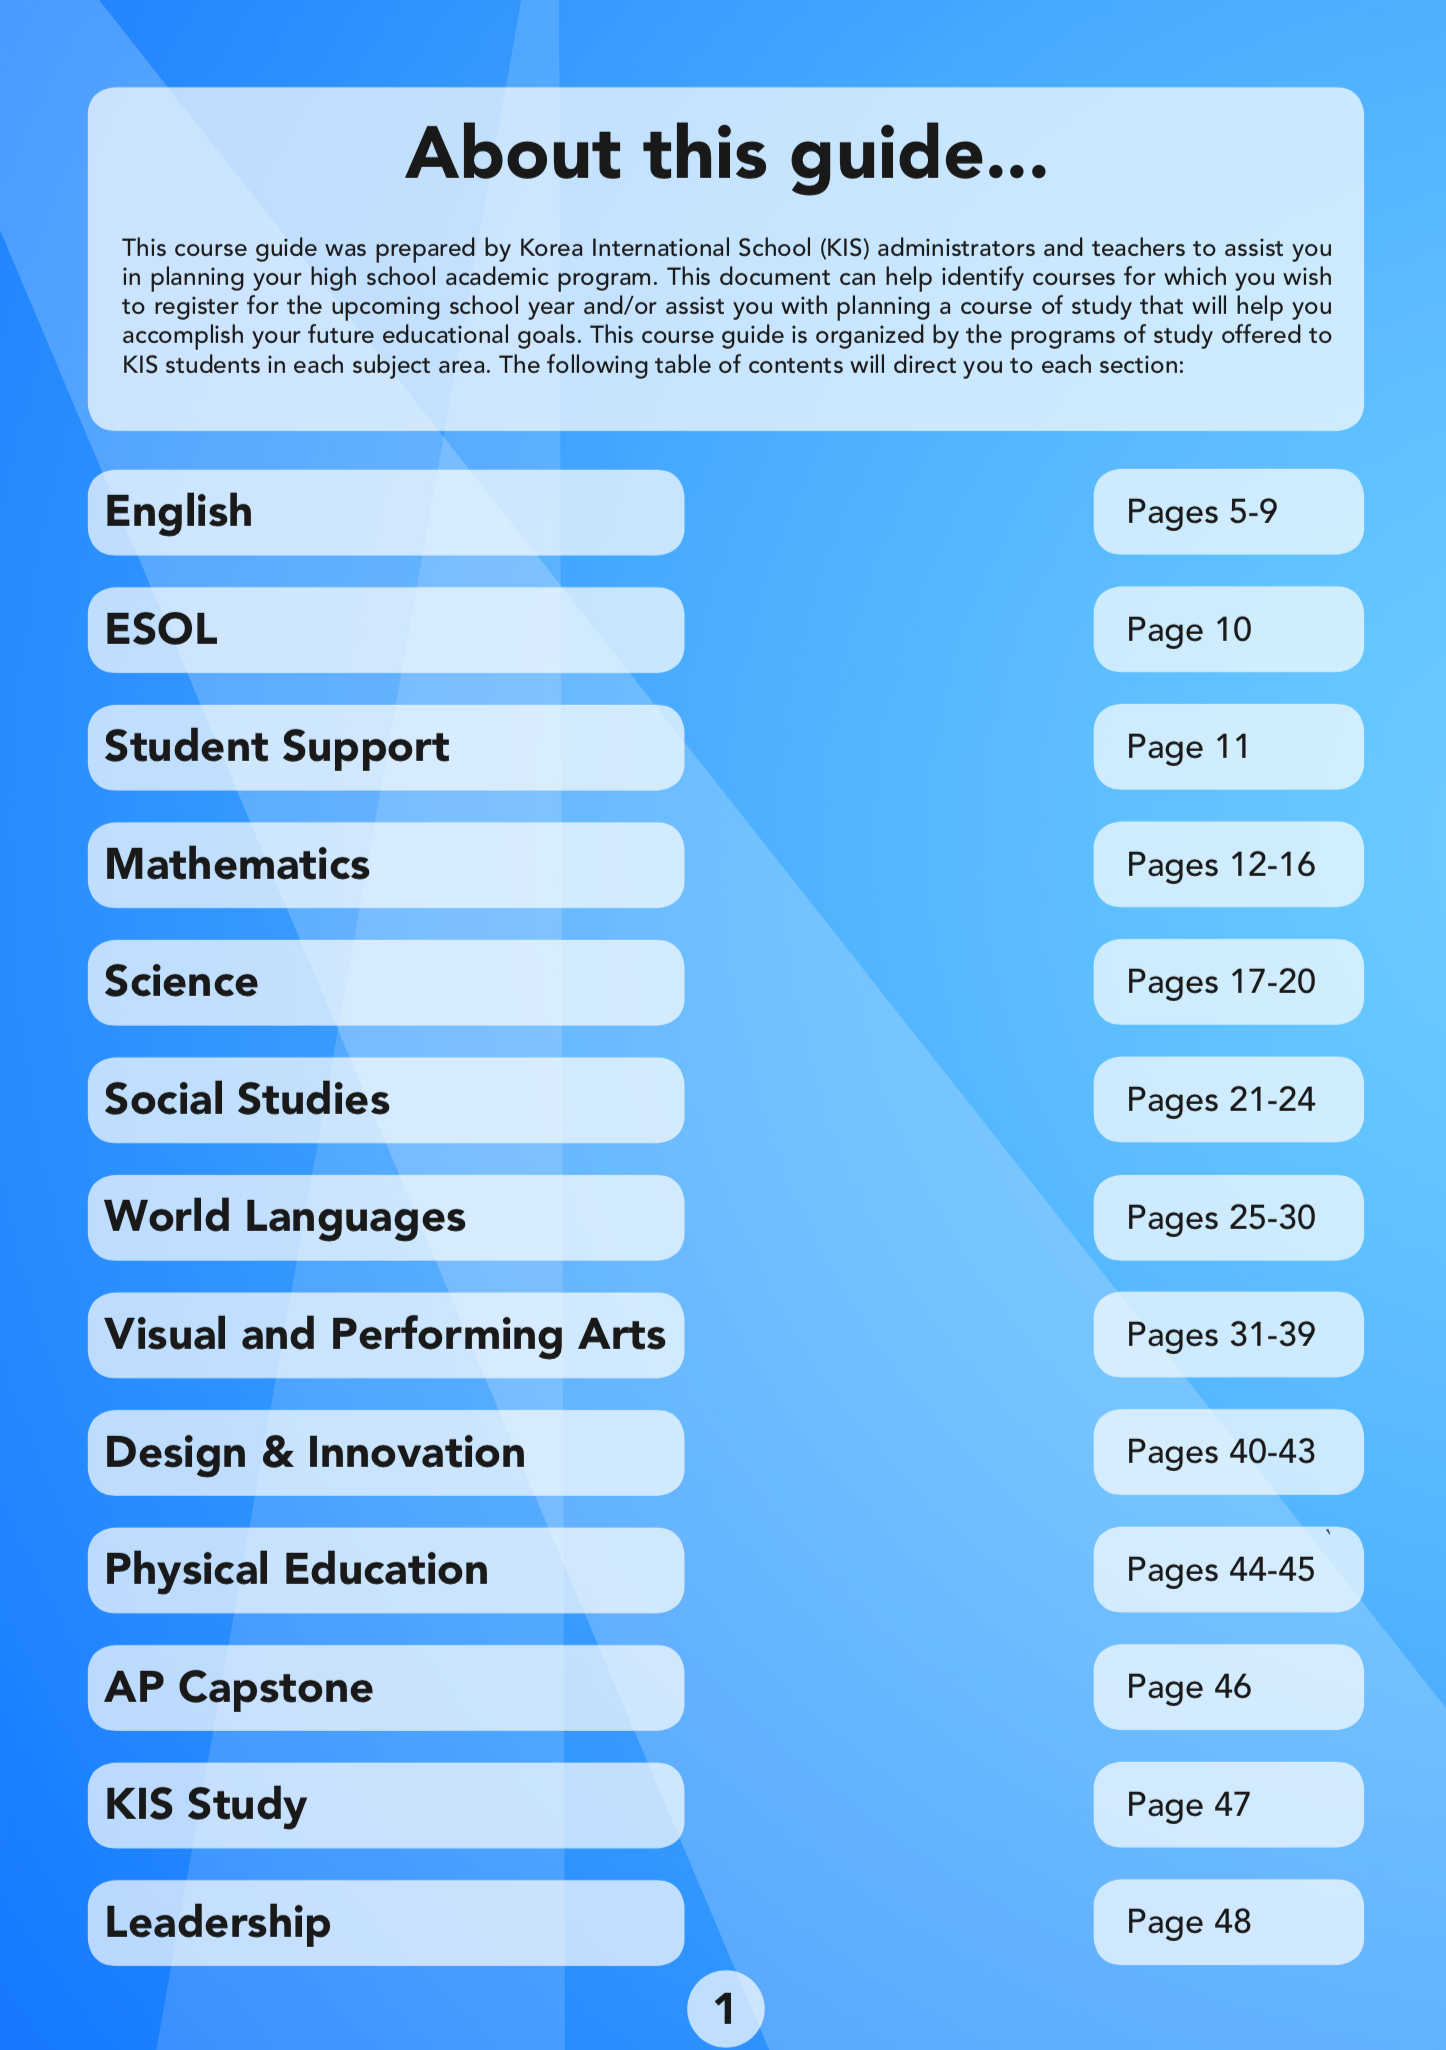 About this guide...
This course guide was prepared by Korea International School (KIS) administrators and teachers to assist you
in planning your high school academic program. This document can help identify courses for which you wish
to register for the upcoming school year and/or assist you with planning a course of study that will help you
accomplish your future educational goals. This course guide is organized by the programs of study offered to
KIS students in each subject area. The following table of contents will direct you to each section:
English Pages 5-9
ESOL Page 10
Student Support Page 11
Mathematics Pages 12-16
Science Pages 17-20
Social Studies Pages 21-24
World Languages Pages 25-30
Visual and Performing Arts Pages 31-39
Design & Innovation Pages 40-43
Physical Education Pages 44-45
AP Capstone Page 46
KIS Study Page 47
Leadership Page 48
1